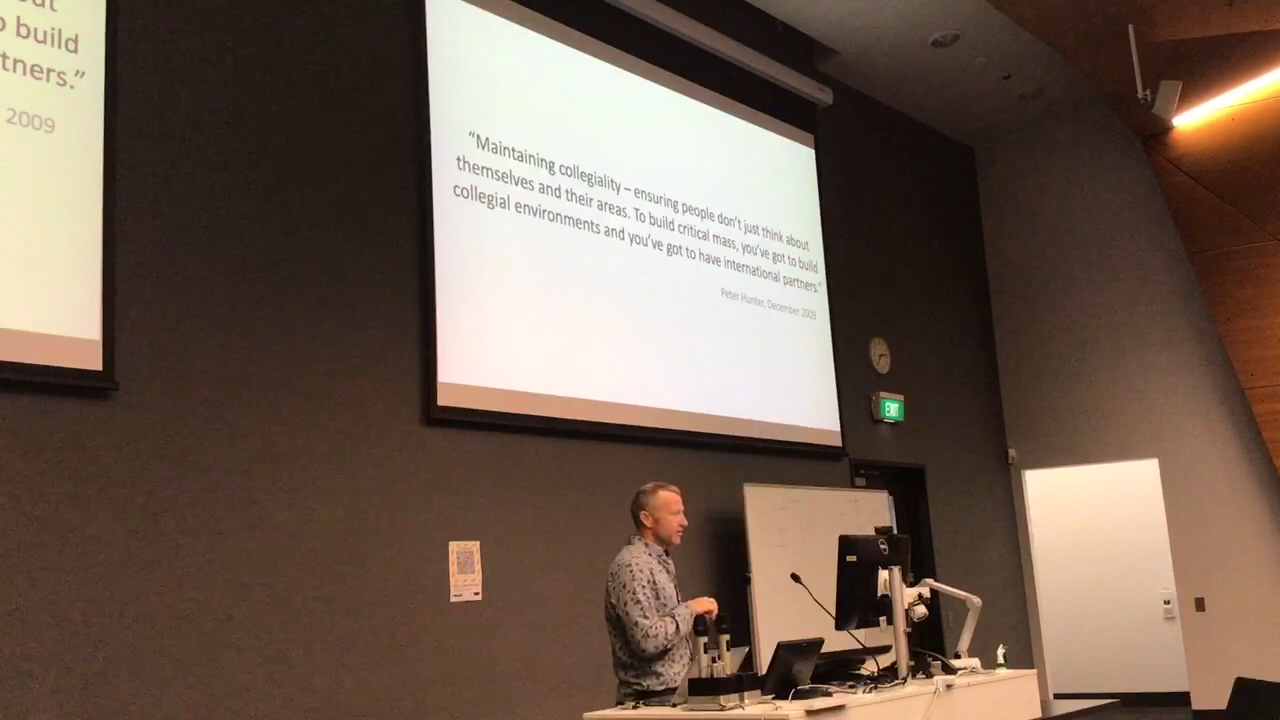 out
o build
tners.”
2009
“Maintaining collegiality – ensuring people don’t just think about
themselves and their areas. To build critical mass, you’ve got to build
collegial environments and you’ve got to have international partners.”
Peter Hunter, December 2009
EXIT
DELL